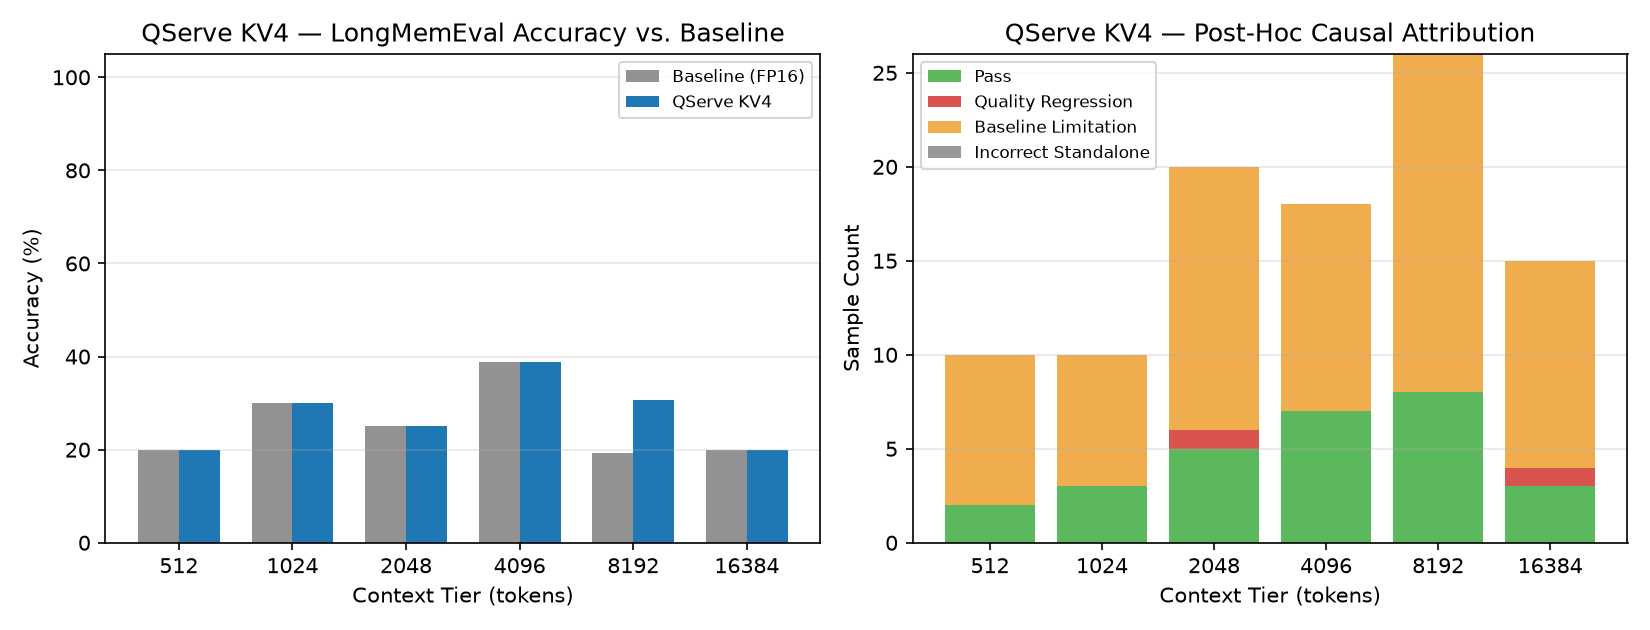 QServe KV4 — LongMemEval Accuracy vs. Baseline
Baseline (FP16)
QServe KV4
Accuracy (%)
100
80
60
40
20
0
512 1024 2048 4096 8192 16384
Context Tier (tokens)
QServe KV4 — Post-Hoc Causal Attribution
Pass
Quality Regression
Baseline Limitation
Incorrect Standalone
Sample Count
25
20
15
10
5
0
512 1024 2048 4096 8192 16384
Context Tier (tokens)